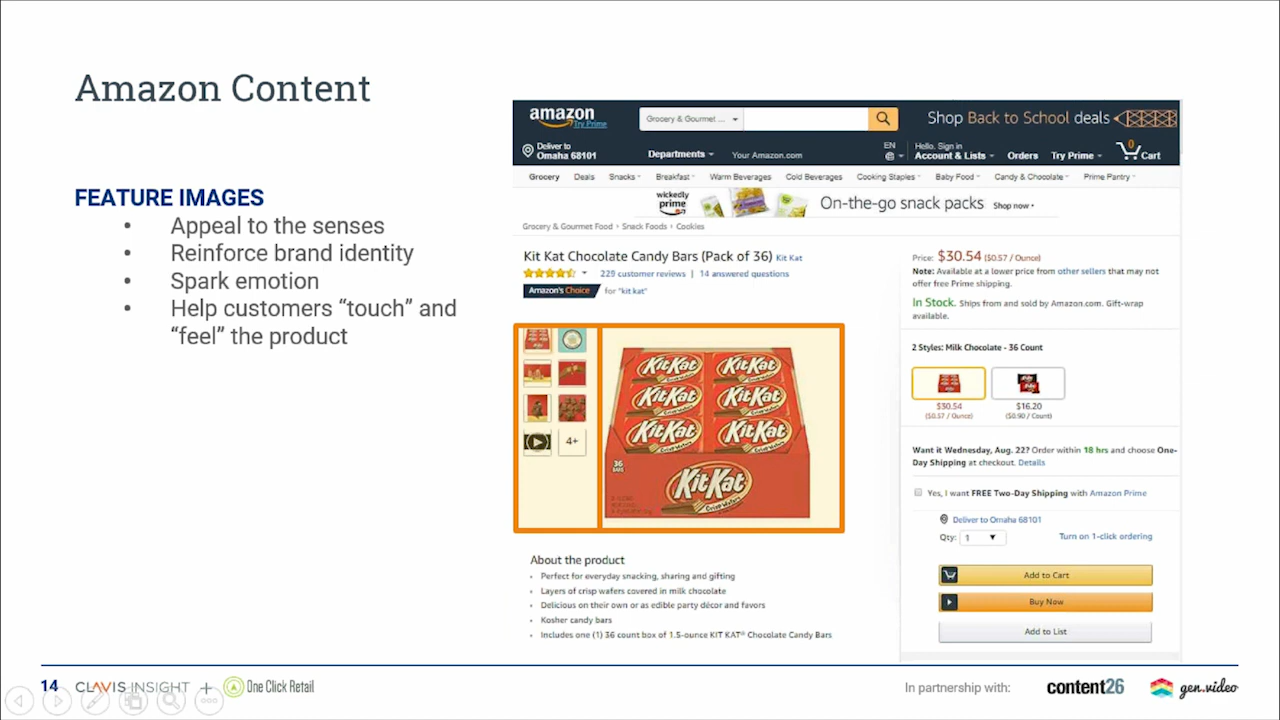 Amazon Content
FEATURE IMAGES
• Appeal to the senses
• Reinforce brand identity
• Spark emotion
• Help customers “touch” and
“feel” the product
amazon
Try Prime
Grocery & Gourmet ...
Shop Back to School deals
Deliver to
Omaha 68101
Departments
Your Amazon.com
EN
Hello. Sign in
Account & Lists
Orders
Try Prime
0
Cart
Grocery Deals Snacks Breakfast Warm Beverages Cold Beverages Cooking Staples Baby Food Candy & Chocolate Prime Pantry
wickedly
prime
On-the-go snack packs Shop now
Grocery & Gourmet Food › Snack Foods › Cookies
Kit Kat Chocolate Candy Bars (Pack of 36) Kit Kat
229 customer reviews | 14 answered questions
Amazon's Choice for "kit kat"
4+
KitKat KitKat
KitKat KitKat
KitKat KitKat
36
BARS
KitKat
Crisp Wafers
About the product
• Perfect for everyday snacking, sharing and gifting
• Layers of crisp wafers covered in milk chocolate
• Delicious on their own or as edible party décor and favors
• Kosher candy bars
• Includes one (1) 36 count box of 1.5-ounce KIT KAT® Chocolate Candy Bars
Price: $30.54 ($0.57 / Ounce)
Note: Available at a lower price from other sellers that may not
offer free Prime shipping.
In Stock. Ships from and sold by Amazon.com. Gift-wrap
available.
2 Styles: Milk Chocolate - 36 Count
$30.54 $16.20
($0.57 / Ounce) ($0.90 / Count)
Want it Wednesday, Aug. 22? Order within 18 hrs and choose One-
Day Shipping at checkout. Details
Yes, I want FREE Two-Day Shipping with Amazon Prime
Deliver to Omaha 68101
Qty: 1 Turn on 1-click ordering
Add to Cart
Buy Now
Add to List
14 CLAVIS INSIGHT + One Click Retail
In partnership with: content26 gen.video